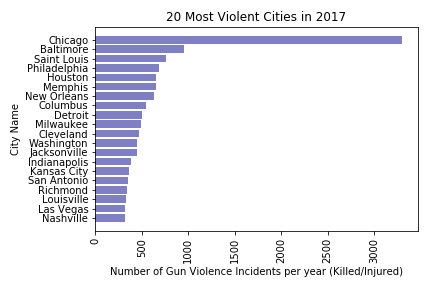 20 Most Violent Cities in 2017
City Name
Chicago
Baltimore
Saint Louis
Philadelphia
Houston
Memphis
New Orleans
Columbus
Detroit
Milwaukee
Cleveland
Washington
Jacksonville
Indianapolis
Kansas City
San Antonio
Richmond
Louisville
Las Vegas
Nashville
0
500
1000
1500
2000
2500
3000
Number of Gun Violence Incidents per year (Killed/Injured)